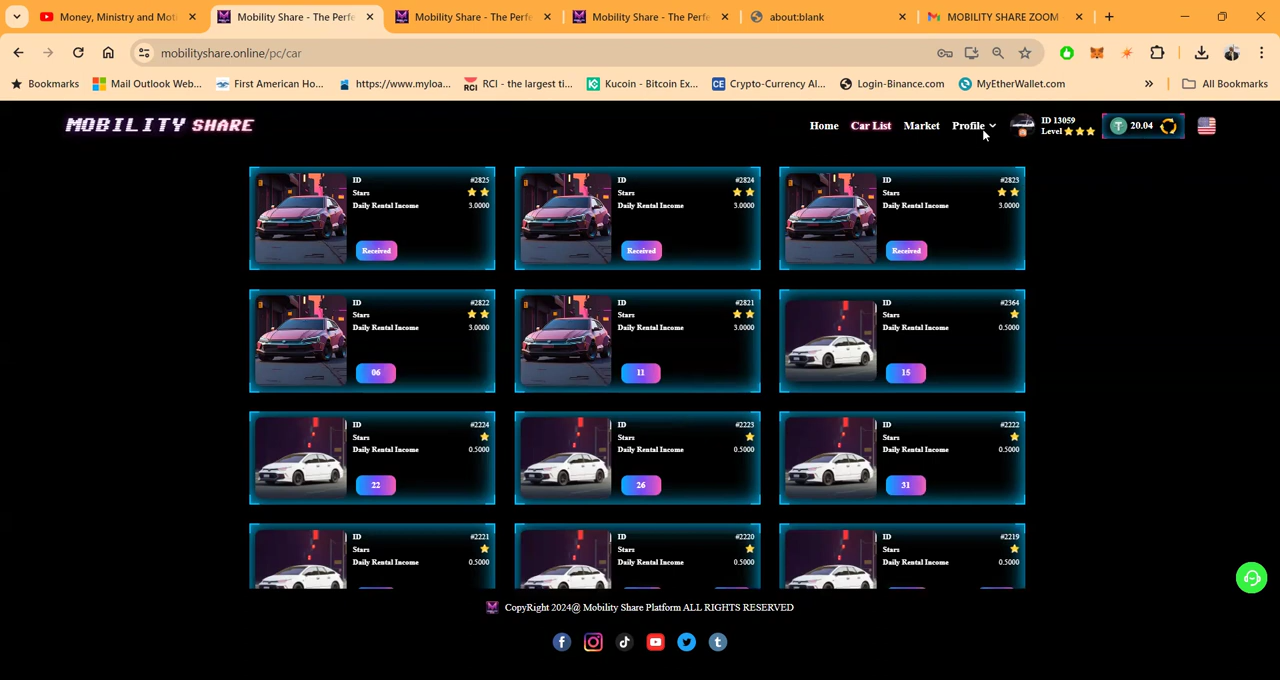 Money, Ministry and Moti
Mobility Share - The Perfe
Mobility Share - The Perfe
Mobility Share - The Perfe
about:blank
MOBILITY SHARE ZOOM
mobilityshare.online/pc/car
Bookmarks
Mail Outlook Web...
First American Ho...
https://www.myloa...
RCI - the largest ti...
Kucoin - Bitcoin Ex...
Crypto-Currency Al...
Login-Binance.com
MyEtherWallet.com
»
All Bookmarks
MOBILITY SHARE
Home
Car List
Market
Profile
ID 13059
Level
20.04
ID #2825
Stars
Daily Rental Income 3.0000
Received
ID #2824
Stars
Daily Rental Income 3.0000
Received
ID #2823
Stars
Daily Rental Income 3.0000
Received
ID #2822
Stars
Daily Rental Income 3.0000
06
ID #2821
Stars
Daily Rental Income 3.0000
11
ID #2364
Stars
Daily Rental Income 0.5000
15
ID #2224
Stars
Daily Rental Income 0.5000
22
ID #2223
Stars
Daily Rental Income 0.5000
26
ID #2222
Stars
Daily Rental Income 0.5000
31
ID #2221
Stars
Daily Rental Income 0.5000
ID #2220
Stars
Daily Rental Income 0.5000
ID #2219
Stars
Daily Rental Income 0.5000
CopyRight 2024@ Mobility Share Platform ALL RIGHTS RESERVED